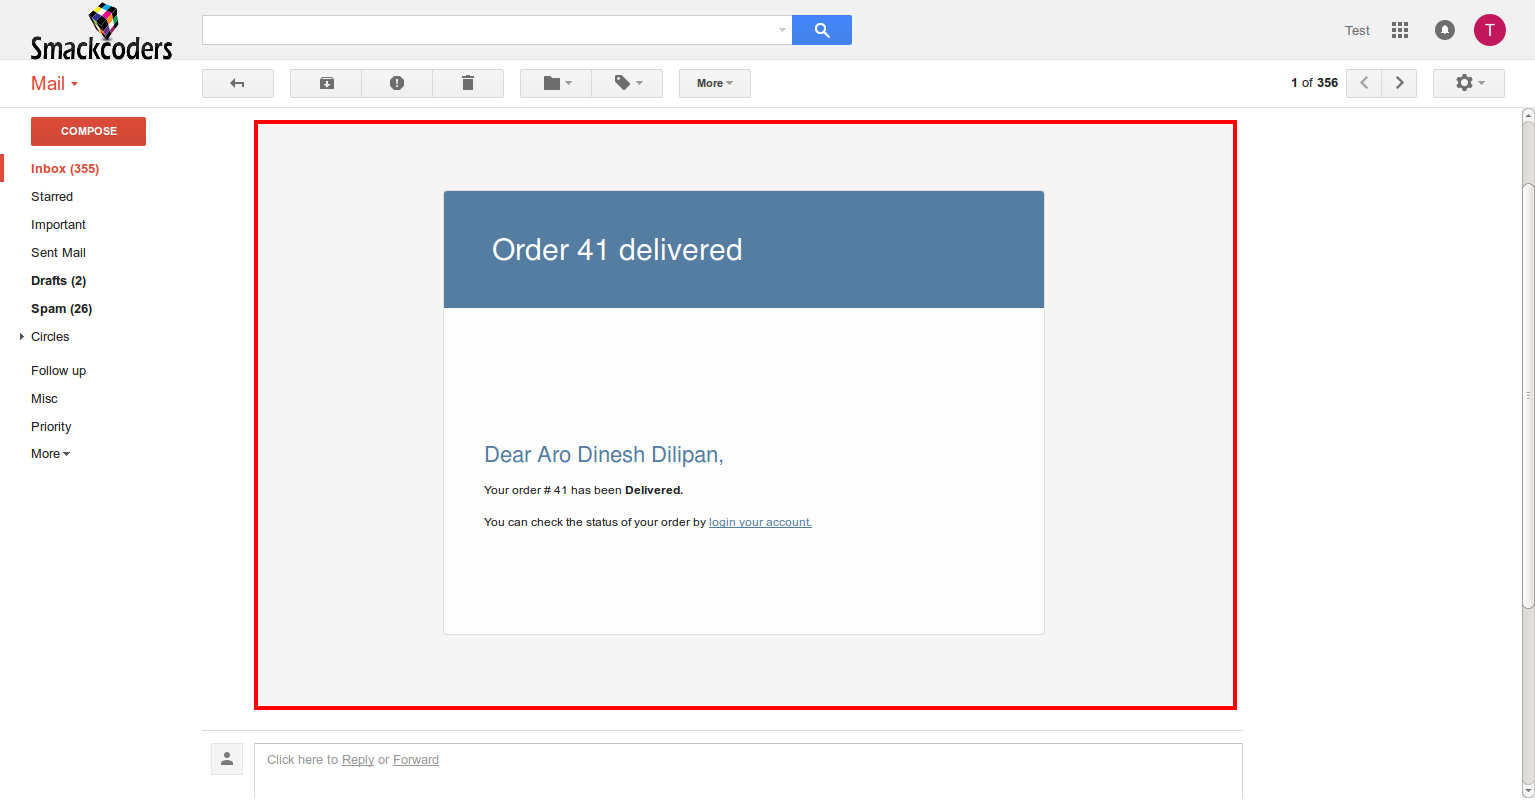 Smackcoders
Test
T
Mail
More
1 of 356
COMPOSE
Inbox (355)
Starred
Important
Sent Mail
Drafts (2)
Spam (26)
Circles
Follow up
Misc
Priority
More
Order 41 delivered
Dear Aro Dinesh Dilipan,
Your order # 41 has been Delivered.
You can check the status of your order by login your account.
Click here to Reply or Forward